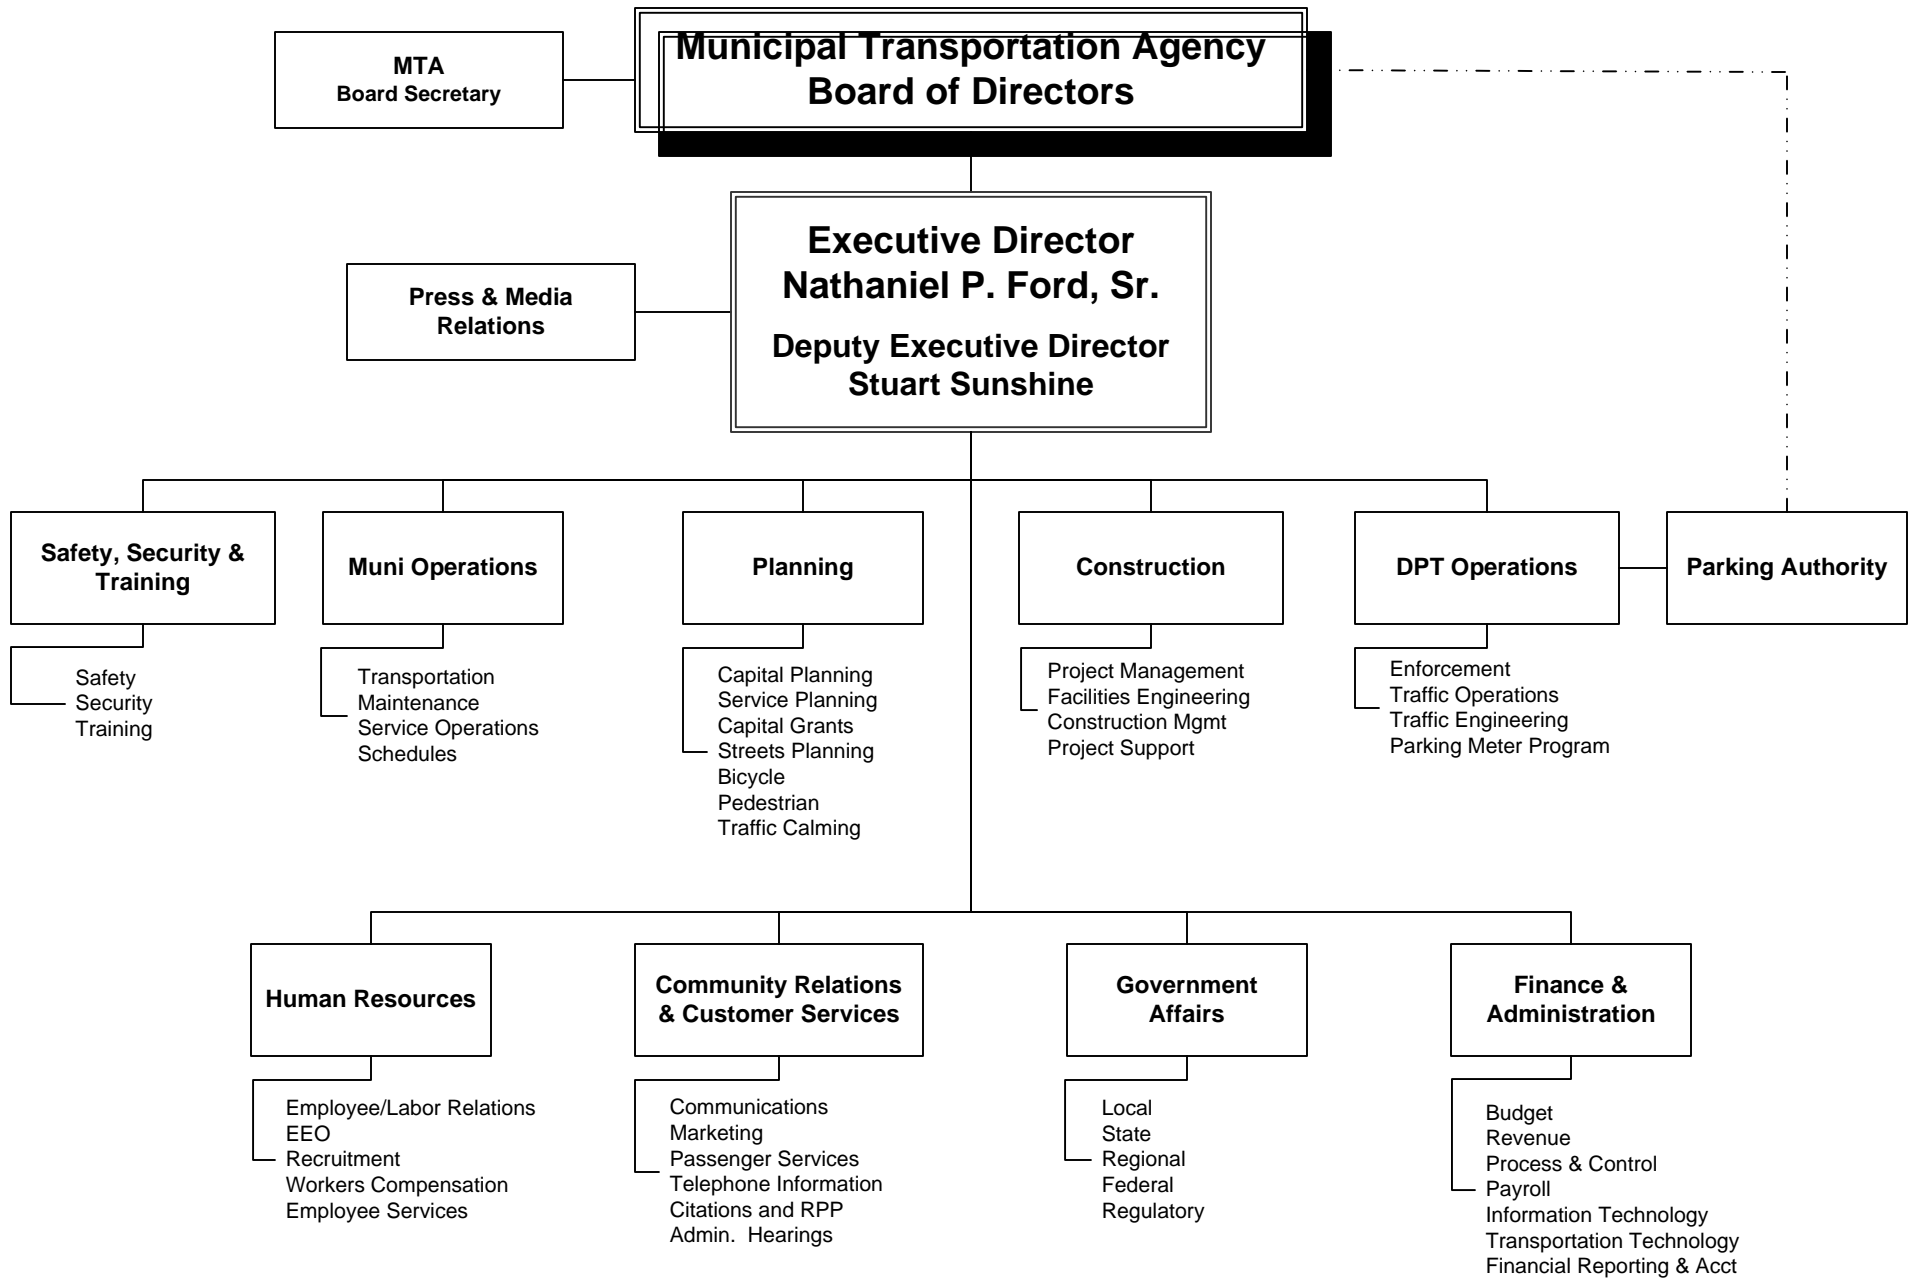 MTA
Board Secretary
Municipal Transportation Agency
Board of Directors
Press & Media
Relations
Executive Director
Nathaniel P. Ford, Sr.
Deputy Executive Director
Stuart Sunshine
Safety, Security &
Training
Safety
Security
Training
Muni Operations
Transportation
Maintenance
Service Operations
Schedules
Planning
Capital Planning
Service Planning
Capital Grants
Streets Planning
Bicycle
Pedestrian
Traffic Calming
Construction
Project Management
Facilities Engineering
Construction Mgmt
Project Support
DPT Operations
Enforcement
Traffic Operations
Traffic Engineering
Parking Meter Program
Parking Authority
Human Resources
Employee/Labor Relations
EEO
Recruitment
Workers Compensation
Employee Services
Community Relations
& Customer Services
Communications
Marketing
Passenger Services
Telephone Information
Citations and RPP
Admin. Hearings
Government
Affairs
Local
State
Regional
Federal
Regulatory
Finance &
Administration
Budget
Revenue
Process & Control
Payroll
Information Technology
Transportation Technology
Financial Reporting & Acct